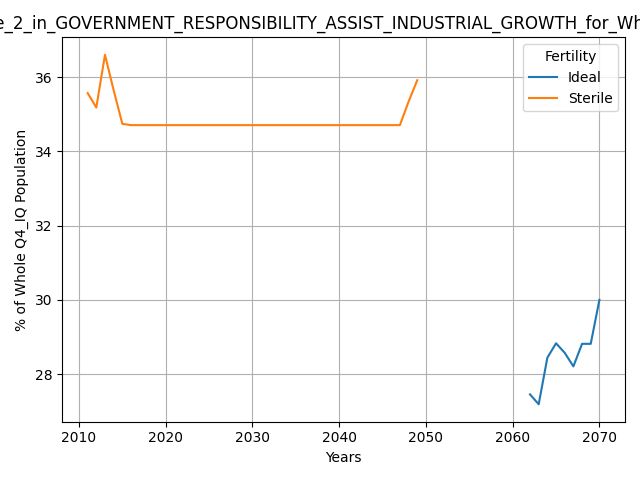 e_2_in_GOVERNMENT_RESPONSIBILITY_ASSIST_INDUSTRIAL_GROWTH_for_Wh
Fertility
Ideal
Sterile
36
34
32
30
28
% of Whole Q4_IQ Population
2010 2020 2030 2040 2050 2060 2070
Years